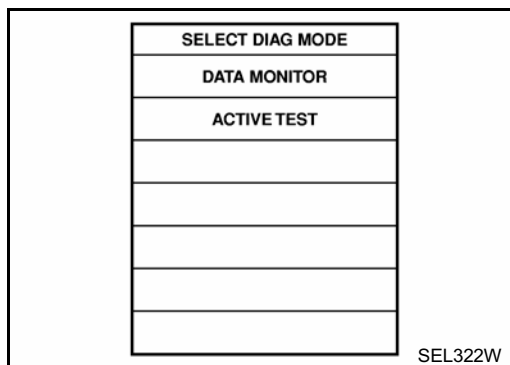 SELECT DIAG MODE
DATA MONITOR
ACTIVE TEST
SEL322W